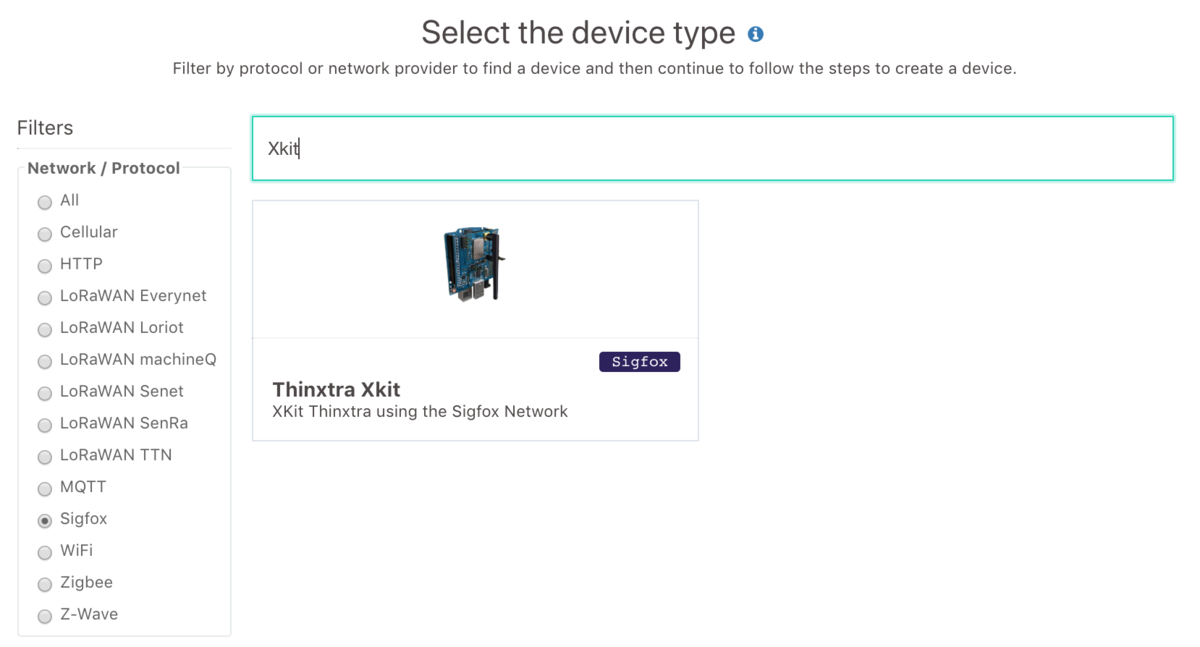 Select the device type
Filter by protocol or network provider to find a device and then continue to follow the steps to create a device.
Filters
Network / Protocol
All
Cellular
HTTP
LoRaWAN Everynet
LoRaWAN Loriot
LoRaWAN machineQ
LoRaWAN Senet
LoRaWAN SenRa
LoRaWAN TTN
MQTT
Sigfox
WiFi
Zigbee
Z-Wave
Xkit
Sigfox
Thinxtra Xkit
XKit Thinxtra using the Sigfox Network